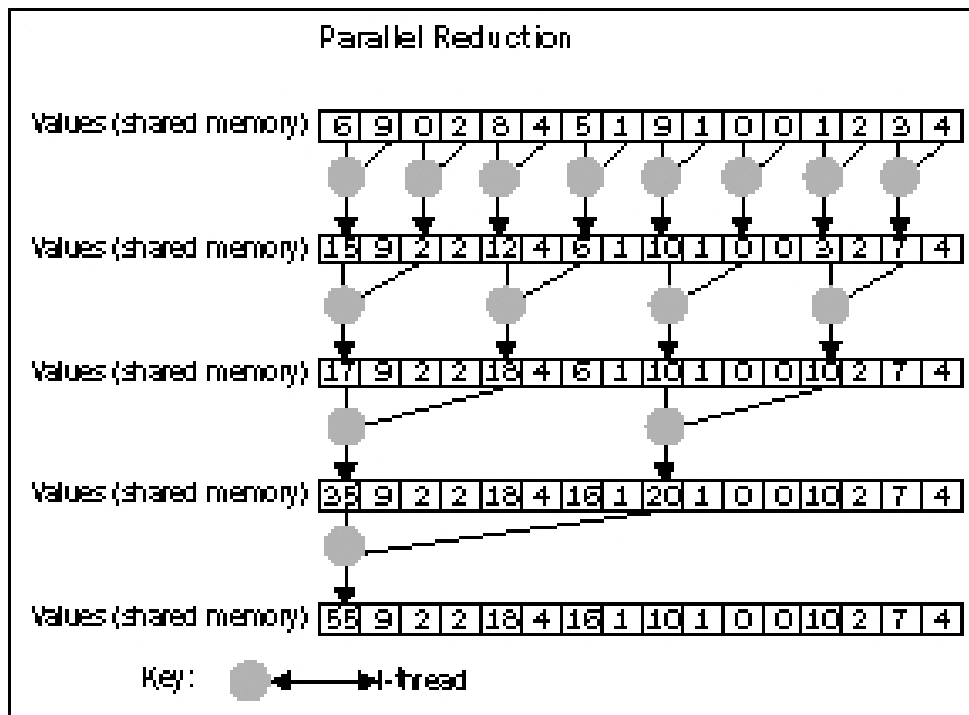 Parallel Reduction
Values (shared memory) 6 9 0 2 8 4 5 1 9 1 0 0 1 2 3 4
Values (shared memory) 15 9 2 2 12 4 6 1 10 1 0 0 3 2 7 4
Values (shared memory) 17 9 2 2 18 4 6 1 10 1 0 0 10 2 7 4
Values (shared memory) 35 9 2 2 18 4 16 1 20 1 0 0 10 2 7 4
Values (shared memory) 55 9 2 2 18 4 16 1 10 1 0 0 10 2 7 4
Key: I-thread